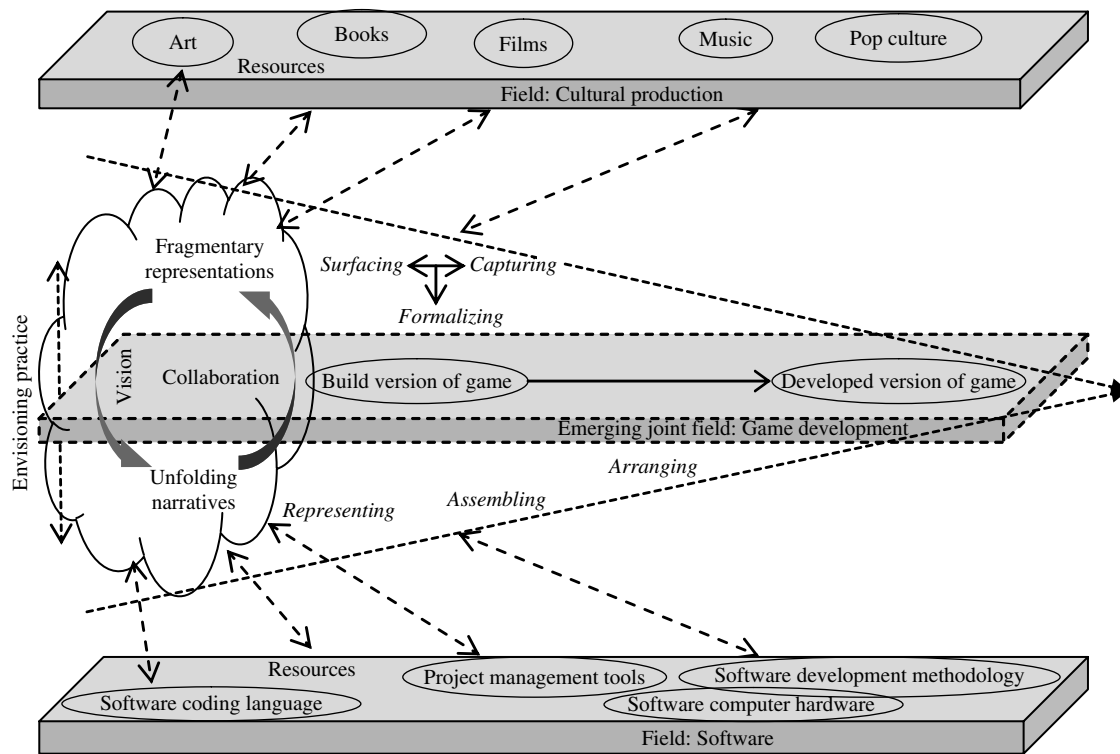 Art
Books
Films
Music
Pop culture
Resources
Field: Cultural production
Fragmentary
representations
Surfacing
Capturing
Formalizing
Envisioning practice
Vision
Collaboration
Build version of game
Developed version of game
Emerging joint field: Game development
Unfolding
narratives
Representing
Assembling
Arranging
Resources
Project management tools
Software development methodology
Software coding language
Software computer hardware
Field: Software